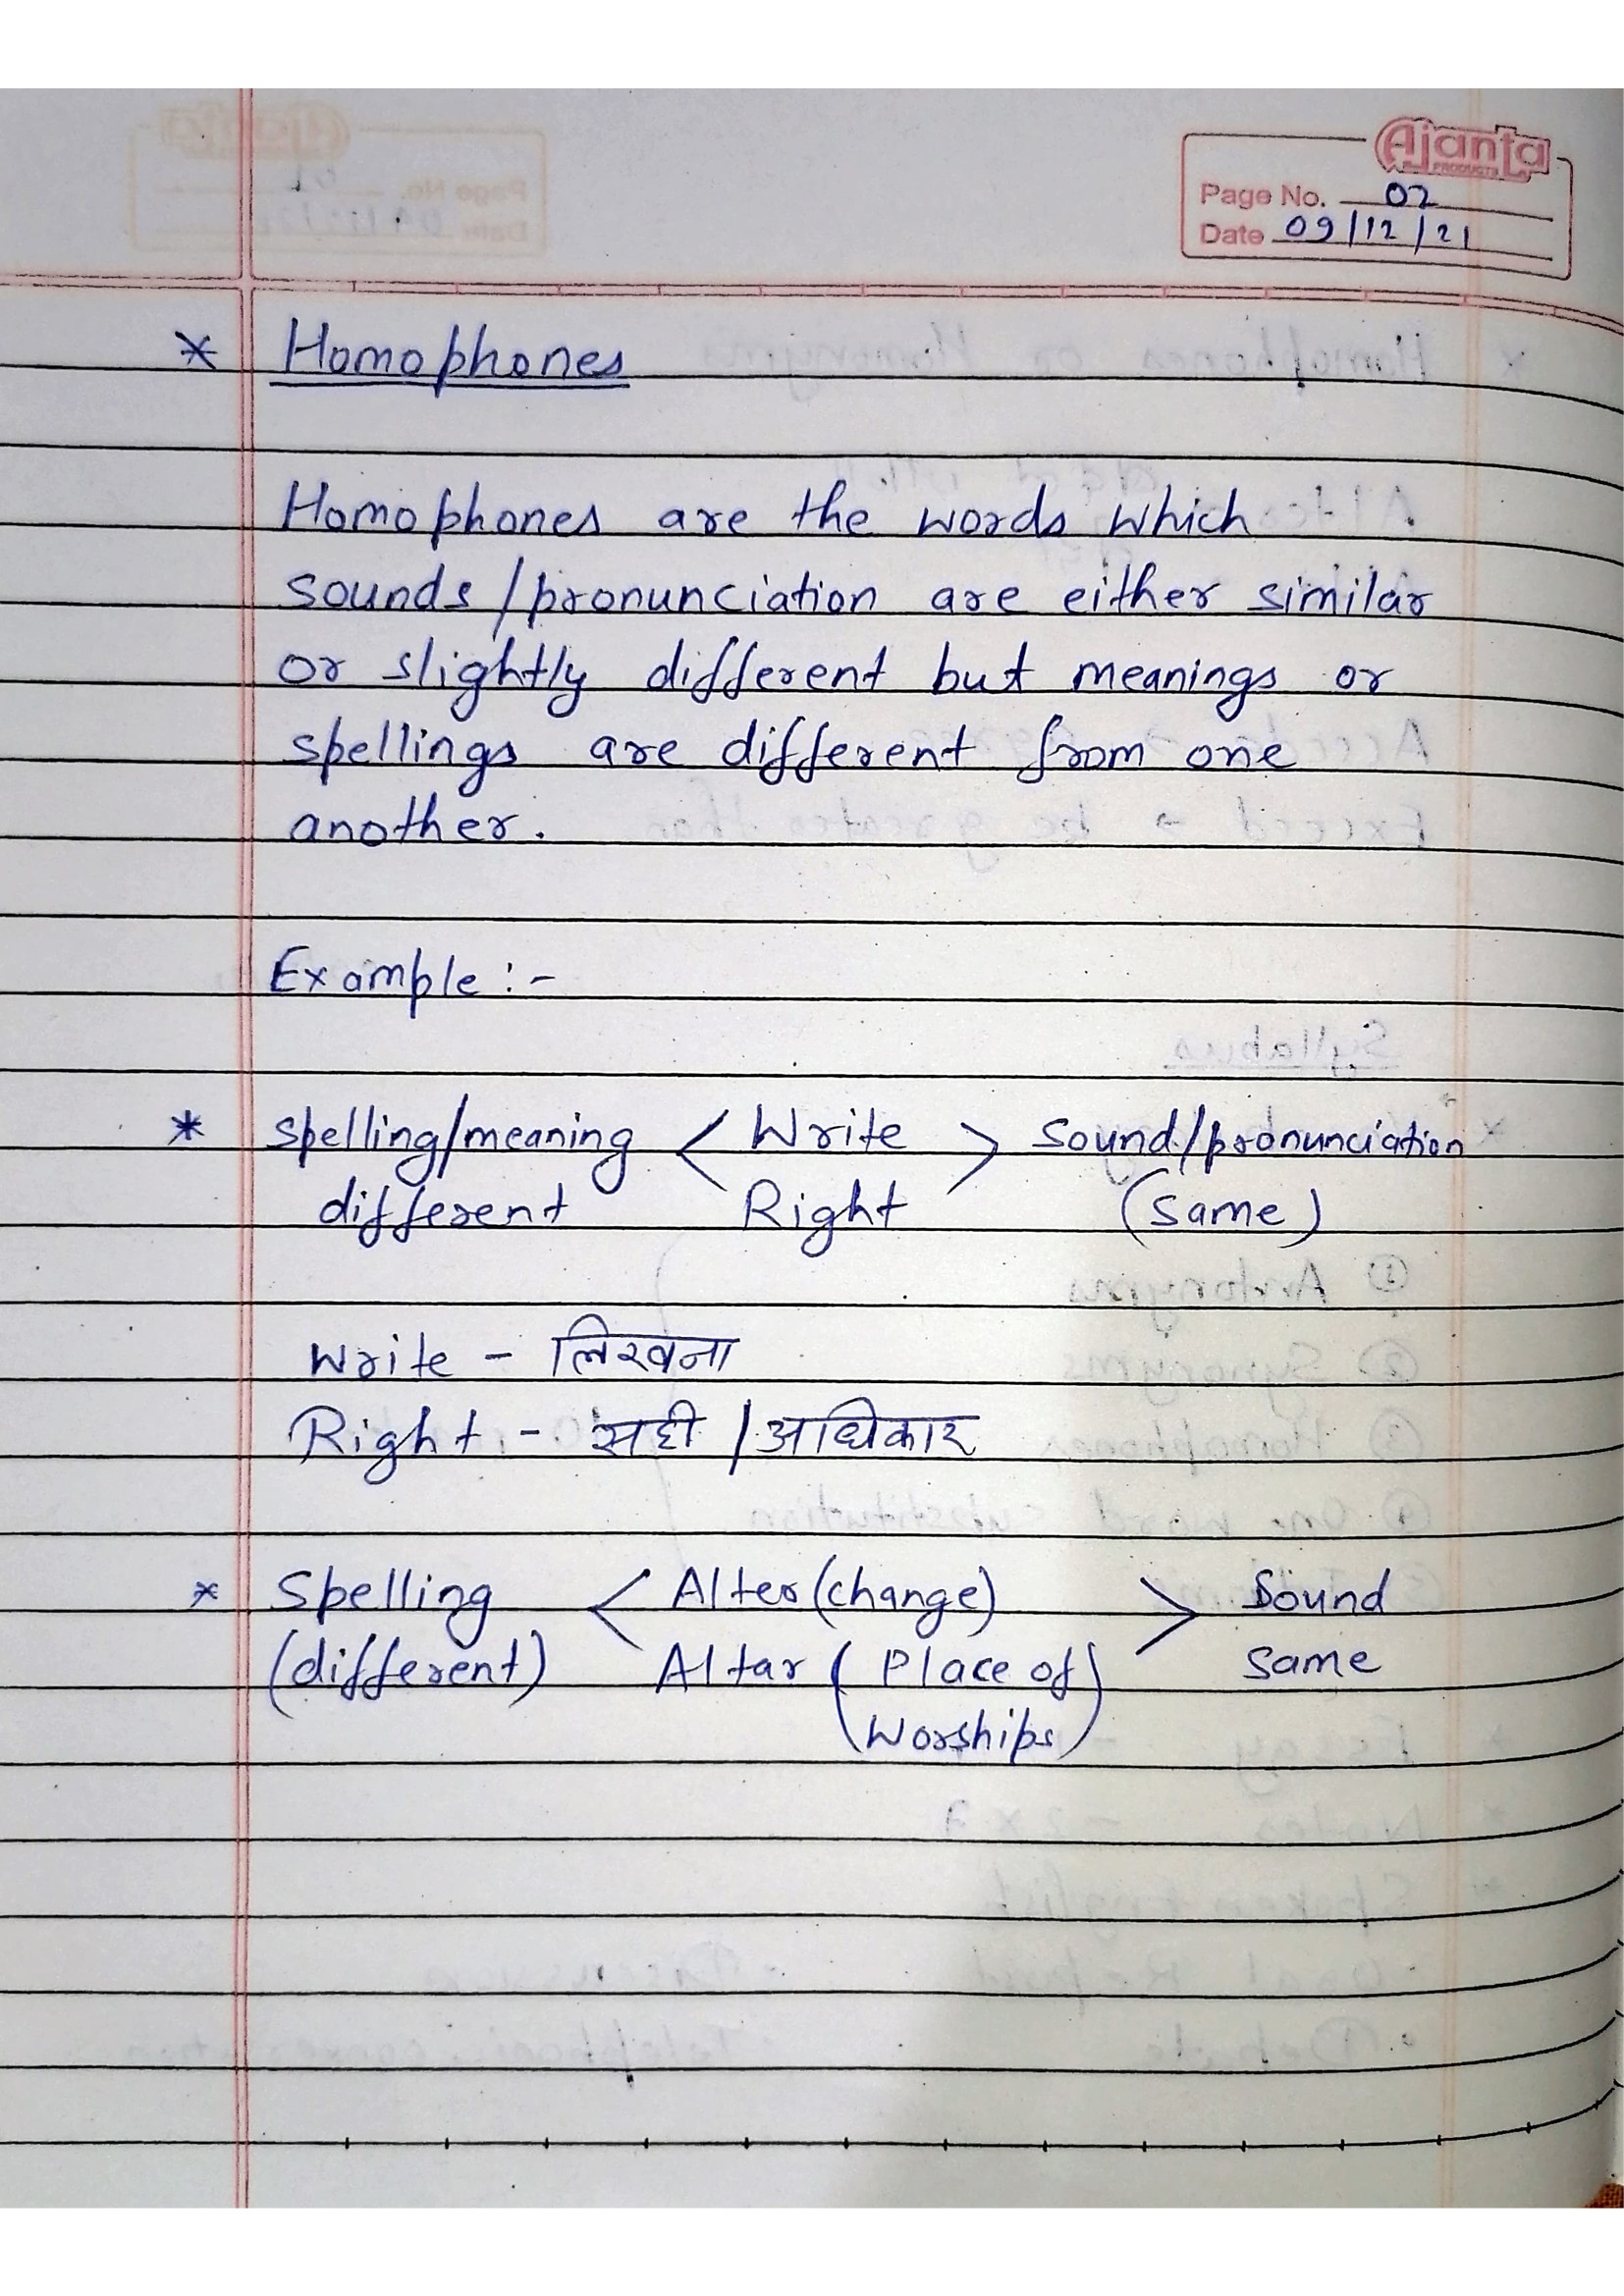 Ajanta
PRODUCTS
Page No. 02
Date 09/12/21
* Homophones
Homophones are the words which
sounds/pronunciation are either similar
or slightly different but meanings or
spellings are different from one
another.
Example :-
* spelling/meaning < Write > Sound/pronunciation
different Right (same)
Write - लिखना
Right - सही / अधिकार
* Spelling < Alter (change) > Sound
(different) Altar (Place of Same
Worships)